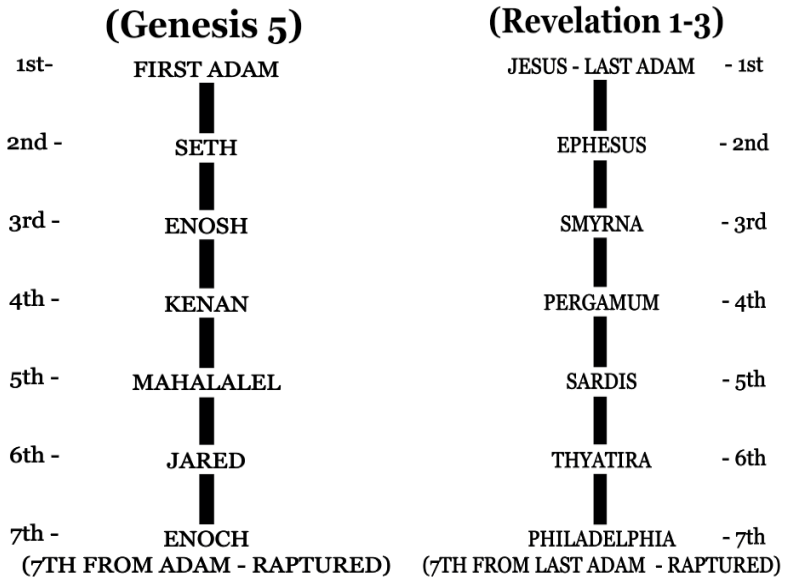 (Genesis 5) (Revelation 1-3)
1st- FIRST ADAM JESUS - LAST ADAM - 1st
2nd - SETH EPHESUS - 2nd
3rd - ENOSH SMYRNA - 3rd
4th - KENAN PERGAMUM - 4th
5th - MAHALALEL SARDIS - 5th
6th - JARED THYATIRA - 6th
7th - ENOCH PHILADELPHIA - 7th
(7TH FROM ADAM - RAPTURED) (7TH FROM LAST ADAM - RAPTURED)